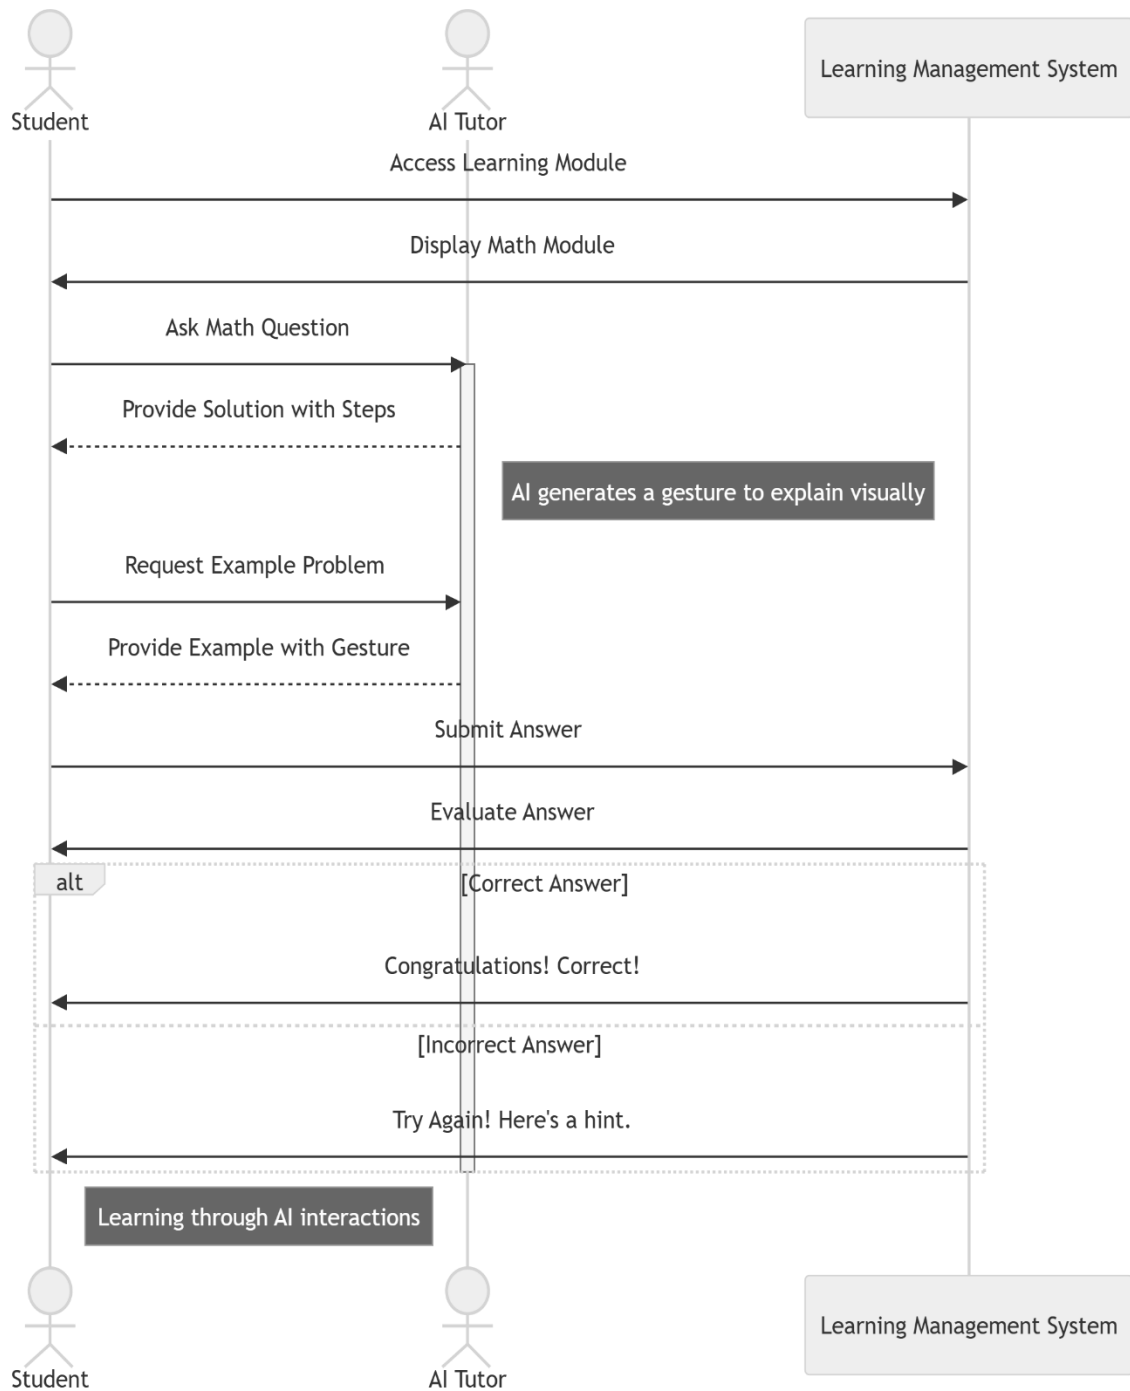 Student
AI Tutor
Learning Management System
Access Learning Module
Display Math Module
Ask Math Question
Provide Solution with Steps
AI generates a gesture to explain visually
Request Example Problem
Provide Example with Gesture
Submit Answer
Evaluate Answer
alt
[Correct Answer]
Congratulations! Correct!
[Incorrect Answer]
Try Again! Here's a hint.
Learning through AI interactions
Student
AI Tutor
Learning Management System